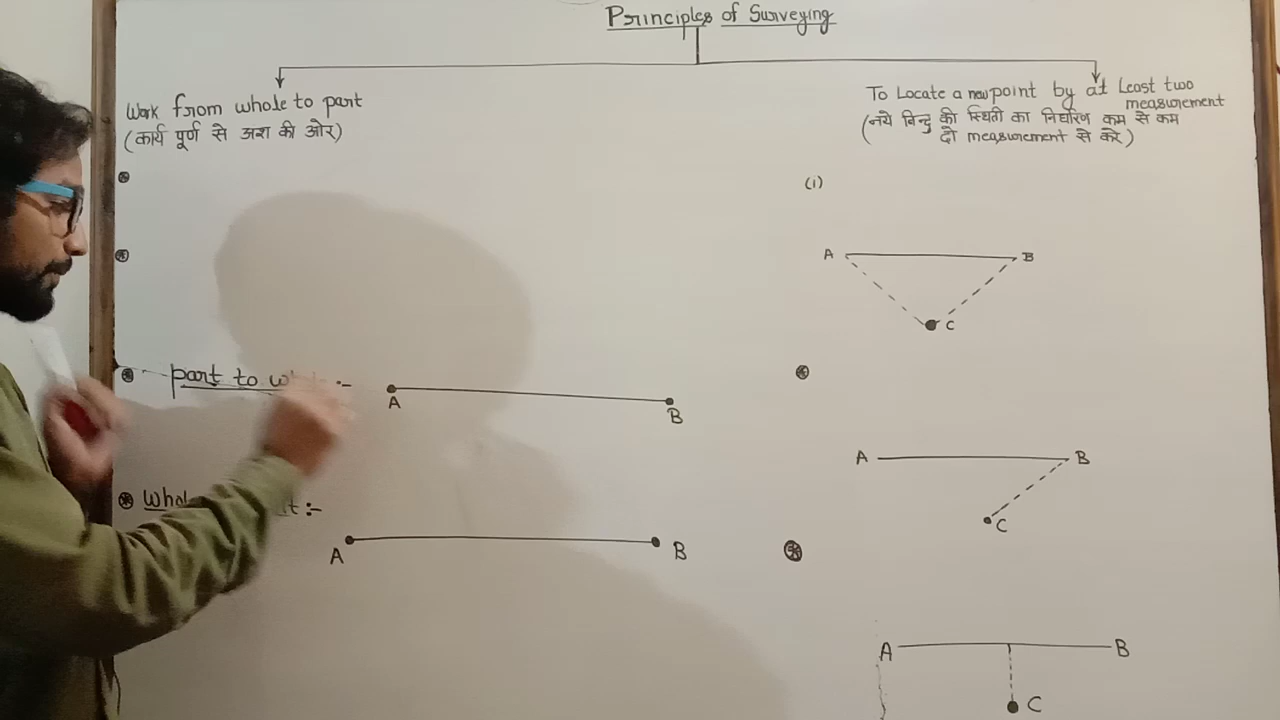 Principles of Surveying
Work from whole to part
(कार्य पूर्ण से अंश की ओर)
To Locate a new point by at Least two
measurement
(नये बिन्दु की स्थिती का निर्धारण कम से कम
दो measurement से करे)
(i)
A B
C
part to :-
A
B
A B
C
:-
A B
A B
C